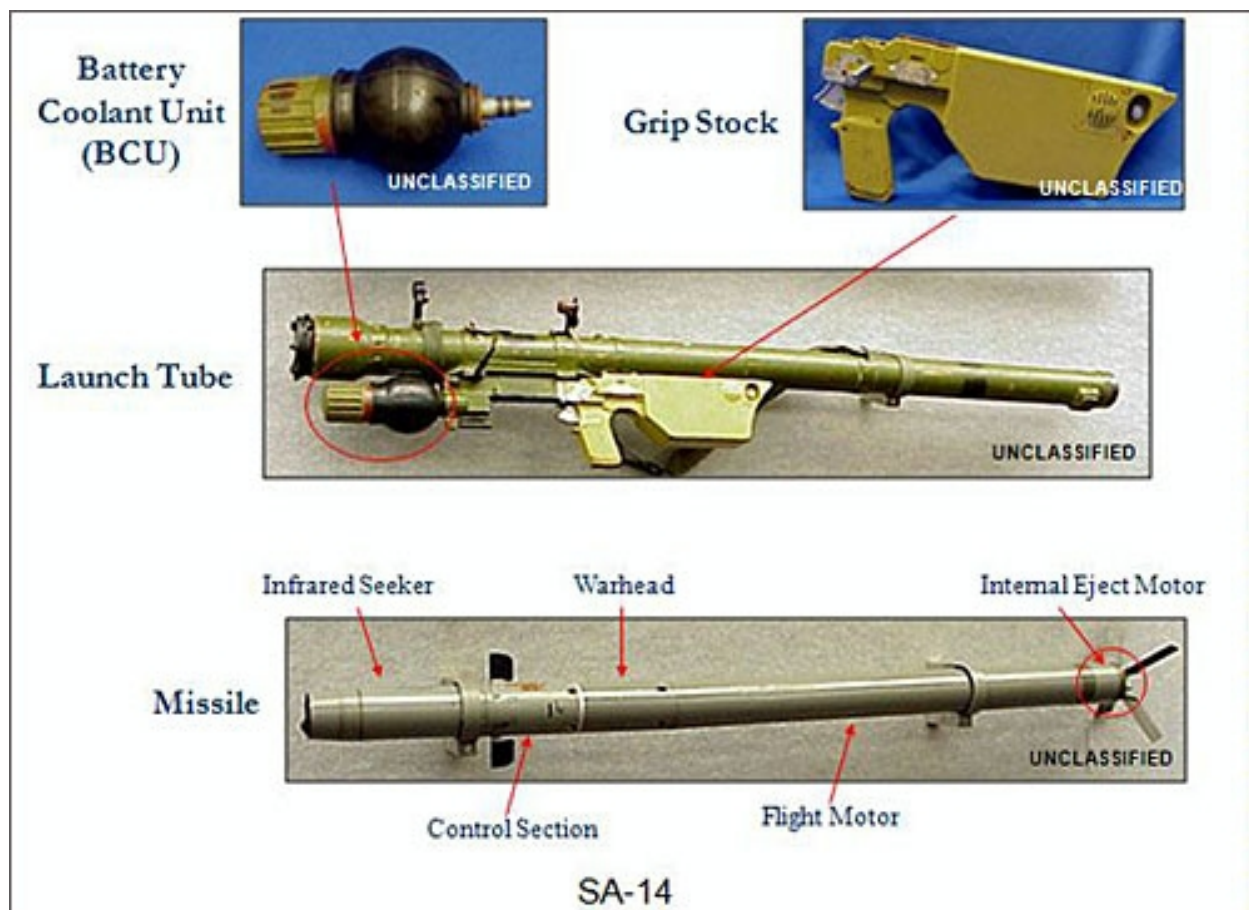 Battery
Coolant Unit
(BCU)
UNCLASSIFIED
Grip Stock
UNCLASSIFIED
Launch Tube
UNCLASSIFIED
Infrared Seeker
Warhead
Internal Eject Motor
Missile
UNCLASSIFIED
Control Section
Flight Motor
SA-14